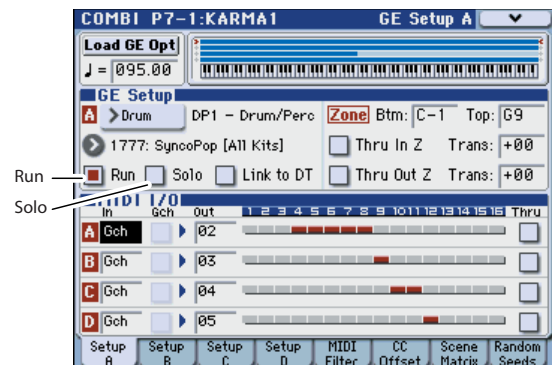 COMBI P7-1:KARMA1 GE Setup A
Load GE Opt
♩ = 095.00
GE Setup
A >Drum DP1 - Drum/Perc Zone Btm: C-1 Top: G9
1777: SyncoPop [All Kits] Thru In Z Trans: +00
Run Solo Link to DT Thru Out Z Trans: +00
Run
Solo
MIDI I/O
In Gch Out 1 2 3 4 5 6 7 8 9 10 11 12 13 14 15 16 Thru
A Gch 02
B Gch 03
C Gch 04
D Gch 05
Setup A Setup B Setup C Setup D MIDI Filter CC Offset Scene Matrix Random Seeds